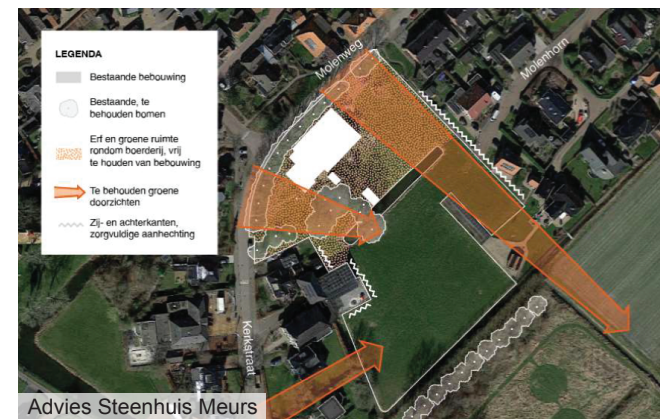 LEGENDA
Bestaande bebouwing
Bestaande, te
behouden bomen
Erf en groene ruimte
rondom boerderij, vrij
te houden van bebouwing
Te behouden groene
doorzichten
Zij- en achterkanten,
zorgvuldige aanhechting
Molenweg
Molenhorn
Kerkstraat
Advies Steenhuis Meurs